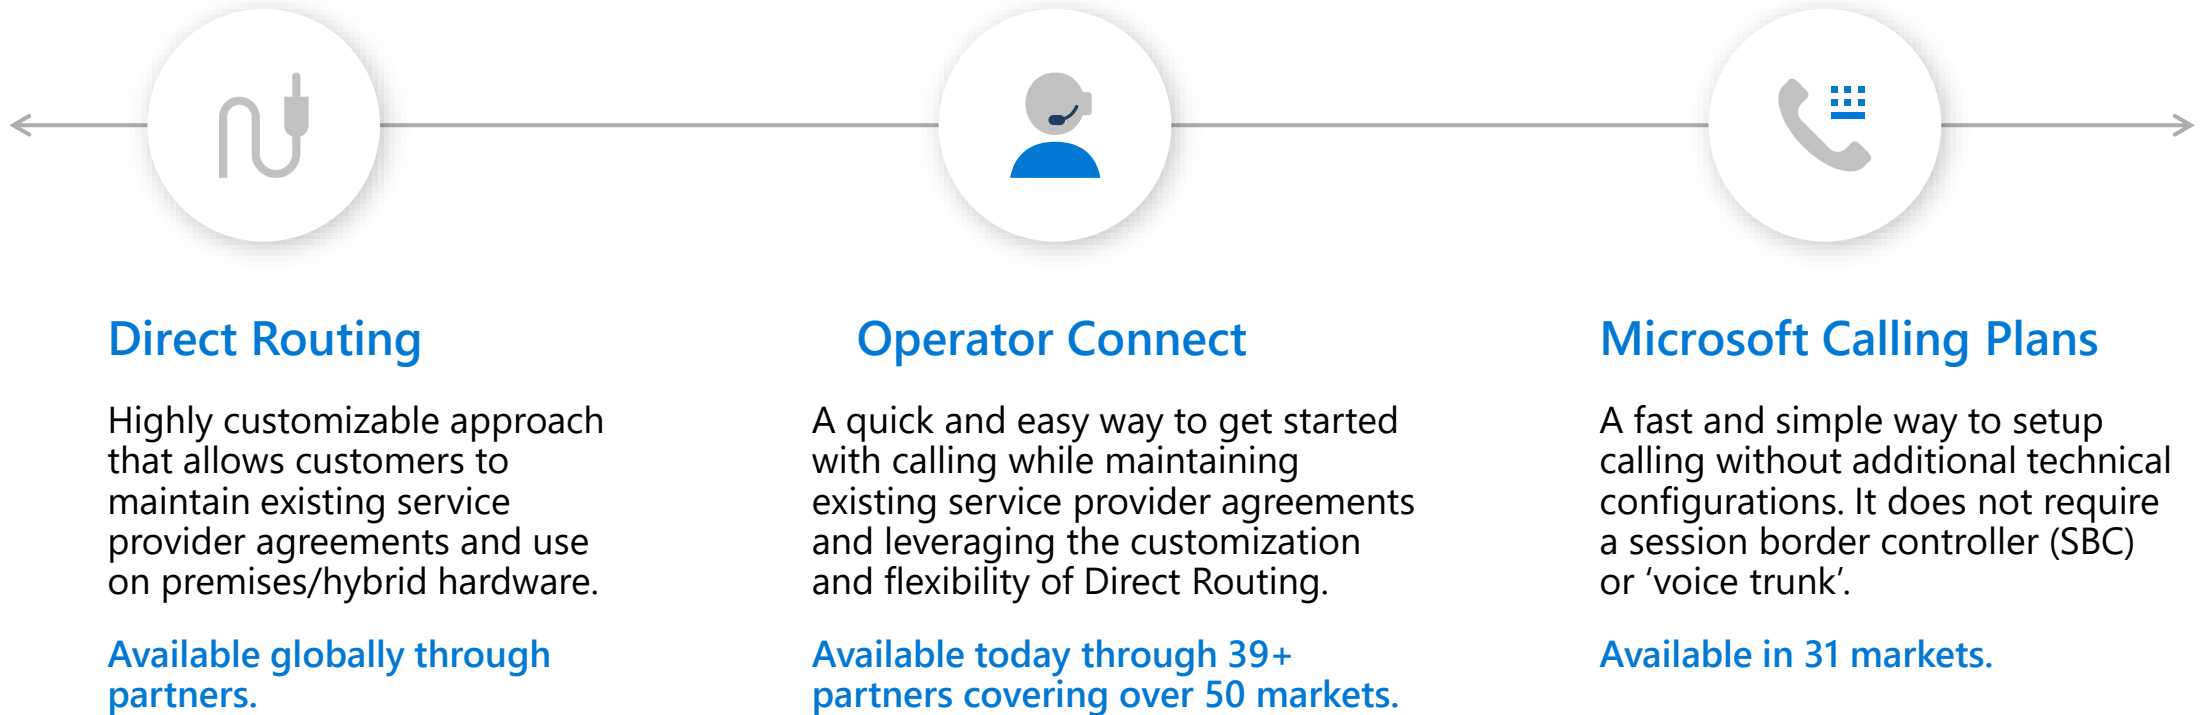 Direct Routing
Highly customizable approach
that allows customers to
maintain existing service
provider agreements and use
on premises/hybrid hardware.
Available globally through
partners.
Operator Connect
A quick and easy way to get started
with calling while maintaining
existing service provider agreements
and leveraging the customization
and flexibility of Direct Routing.
Available today through 39+
partners covering over 50 markets.
Microsoft Calling Plans
A fast and simple way to setup
calling without additional technical
configurations. It does not require
a session border controller (SBC)
or ‘voice trunk’.
Available in 31 markets.